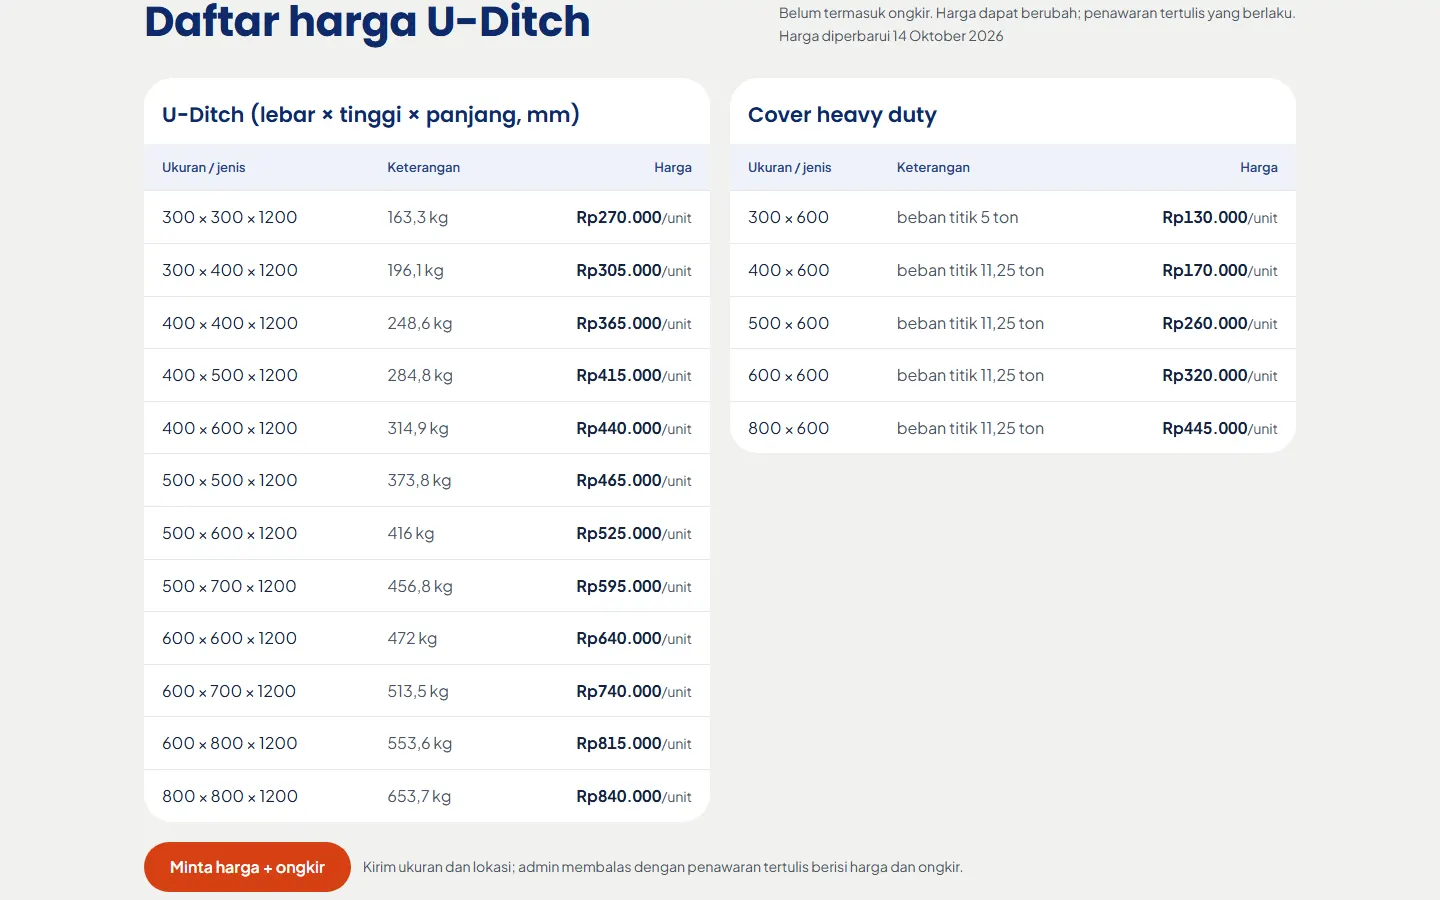 Daftar harga U-Ditch
Belum termasuk ongkir. Harga dapat berubah; penawaran tertulis yang berlaku.
Harga diperbarui 14 Oktober 2026
U-Ditch (lebar × tinggi × panjang, mm)
Ukuran / jenis Keterangan Harga
300 × 300 × 1200 163,3 kg Rp270.000/unit
300 × 400 × 1200 196,1 kg Rp305.000/unit
400 × 400 × 1200 248,6 kg Rp365.000/unit
400 × 500 × 1200 284,8 kg Rp415.000/unit
400 × 600 × 1200 314,9 kg Rp440.000/unit
500 × 500 × 1200 373,8 kg Rp465.000/unit
500 × 600 × 1200 416 kg Rp525.000/unit
500 × 700 × 1200 456,8 kg Rp595.000/unit
600 × 600 × 1200 472 kg Rp640.000/unit
600 × 700 × 1200 513,5 kg Rp740.000/unit
600 × 800 × 1200 553,6 kg Rp815.000/unit
800 × 800 × 1200 653,7 kg Rp840.000/unit
Cover heavy duty
Ukuran / jenis Keterangan Harga
300 × 600 beban titik 5 ton Rp130.000/unit
400 × 600 beban titik 11,25 ton Rp170.000/unit
500 × 600 beban titik 11,25 ton Rp260.000/unit
600 × 600 beban titik 11,25 ton Rp320.000/unit
800 × 600 beban titik 11,25 ton Rp445.000/unit
Minta harga + ongkir
Kirim ukuran dan lokasi; admin membalas dengan penawaran tertulis berisi harga dan ongkir.